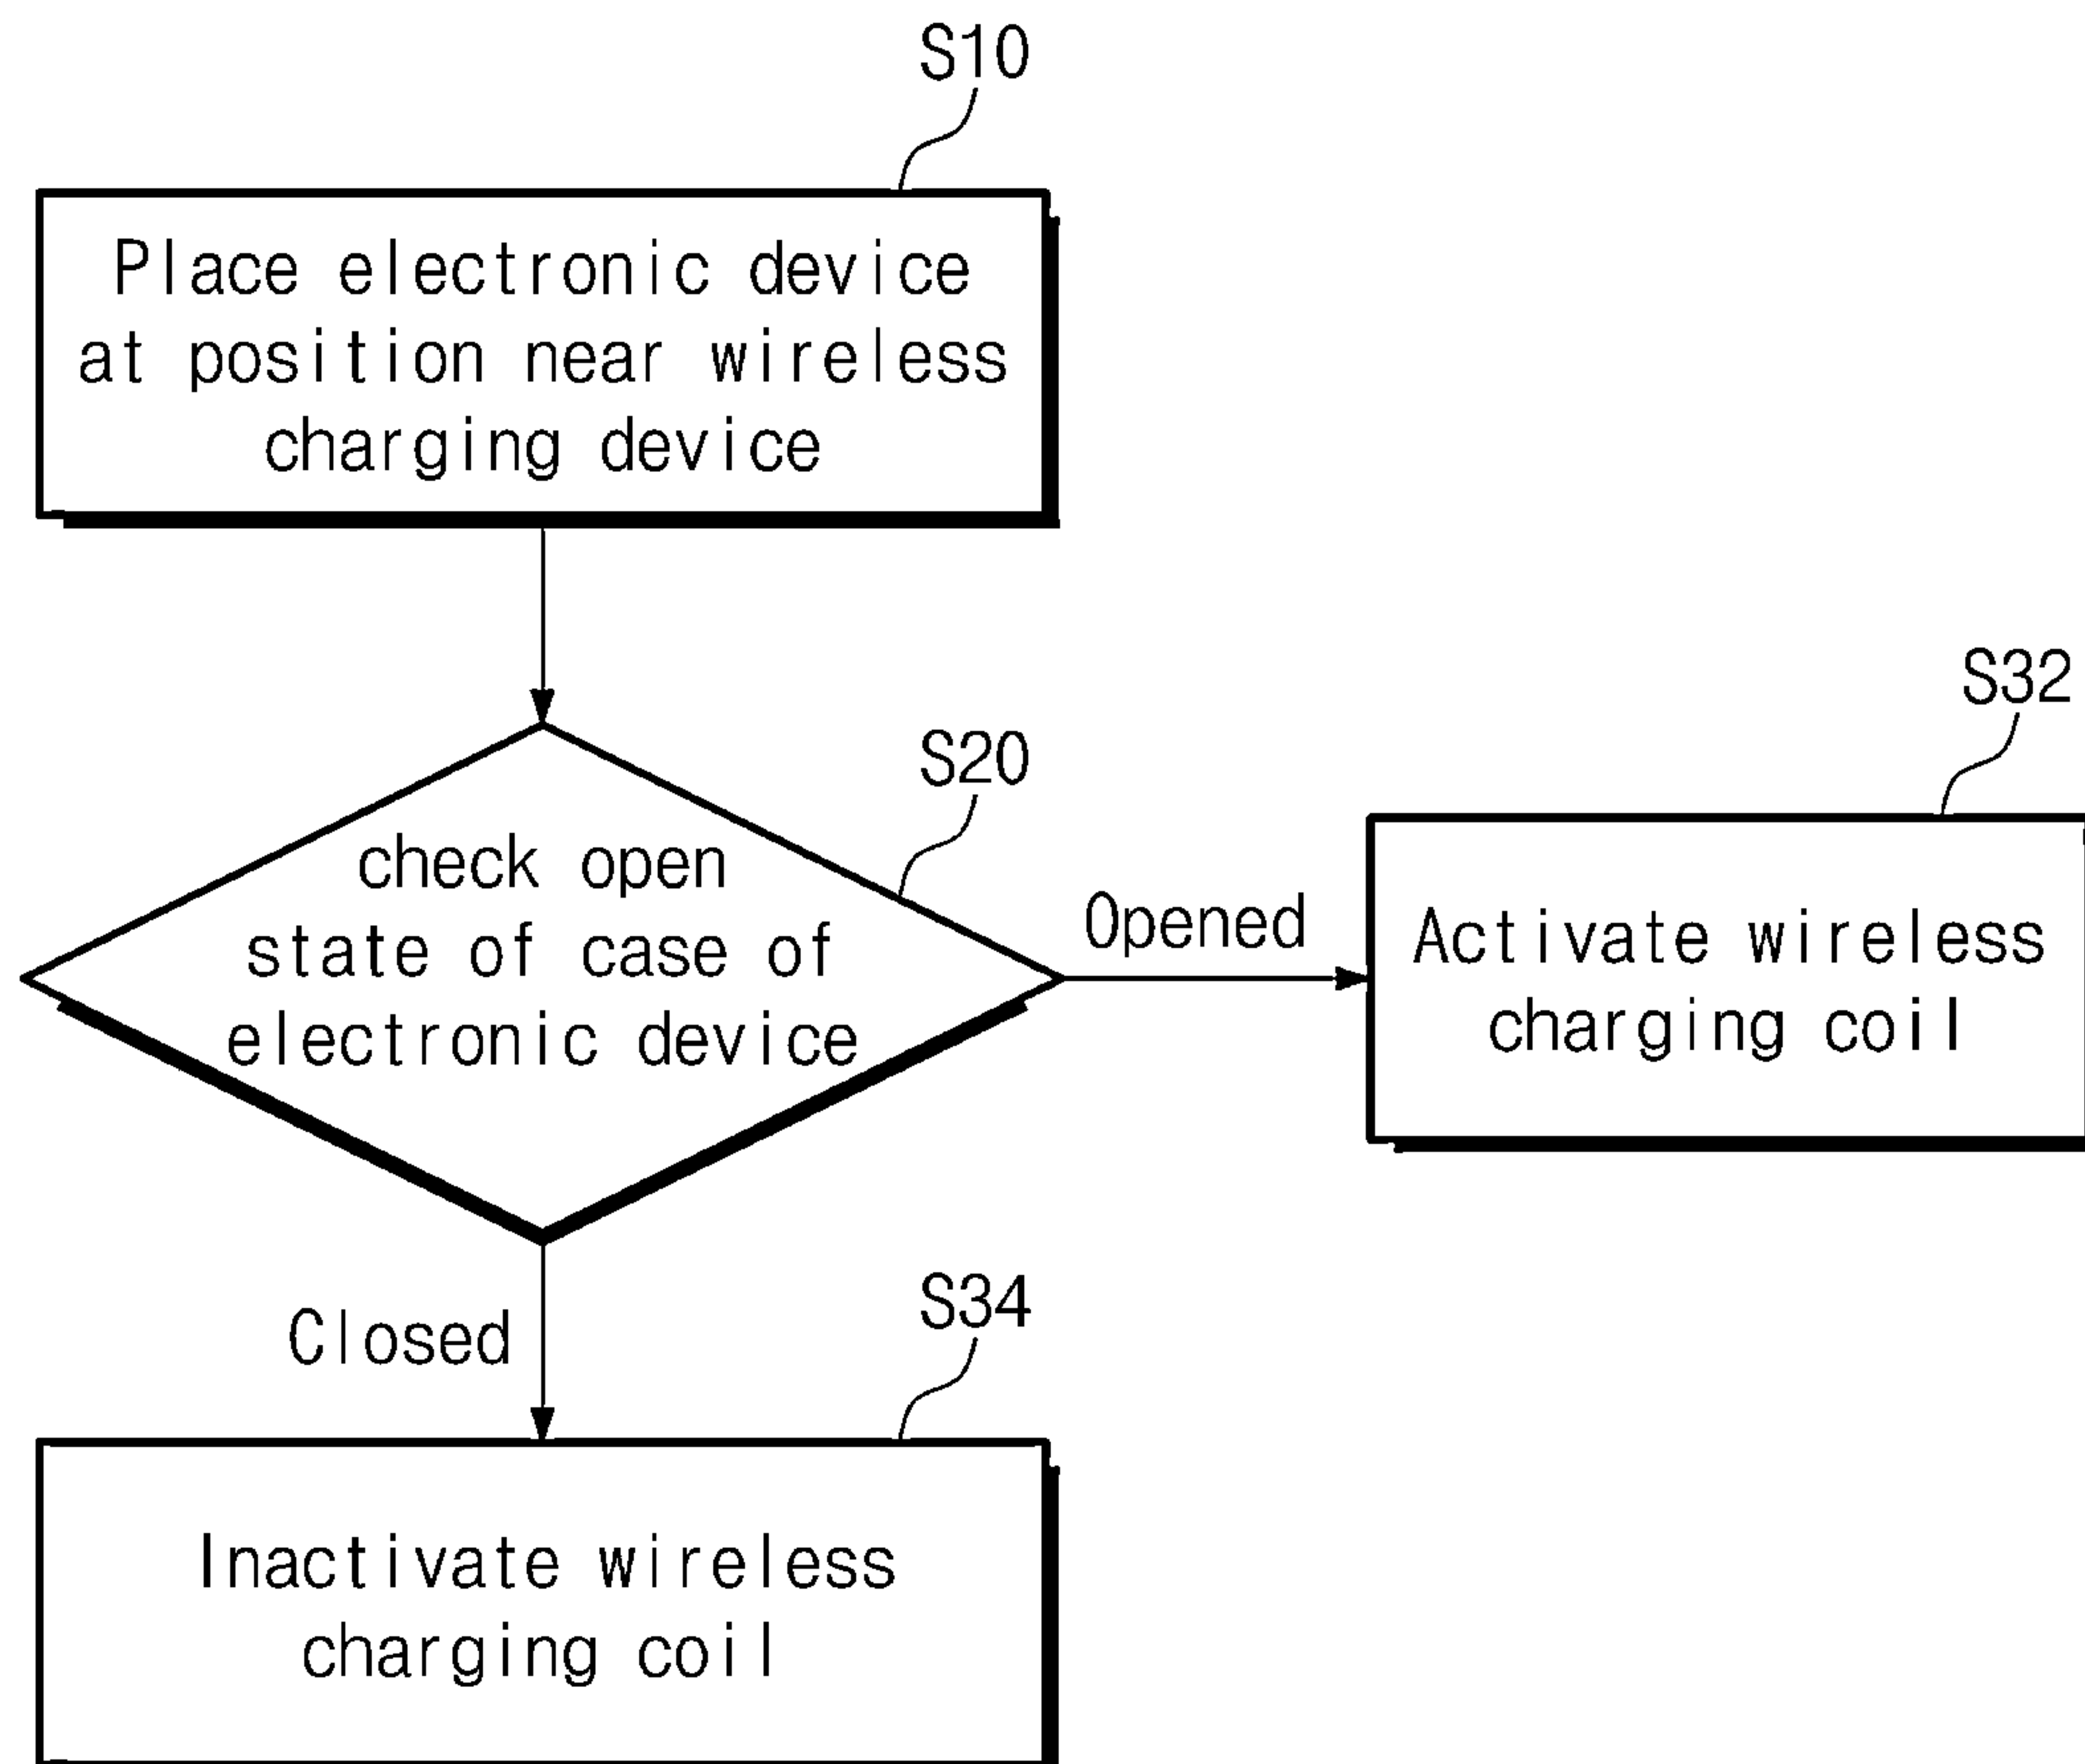 S10
Place electronic device
at position near wireless
charging device
S20
check open
state of case of
electronic device
Opened
S32
Activate wireless
charging coil
Closed
S34
Inactivate wireless
charging coil